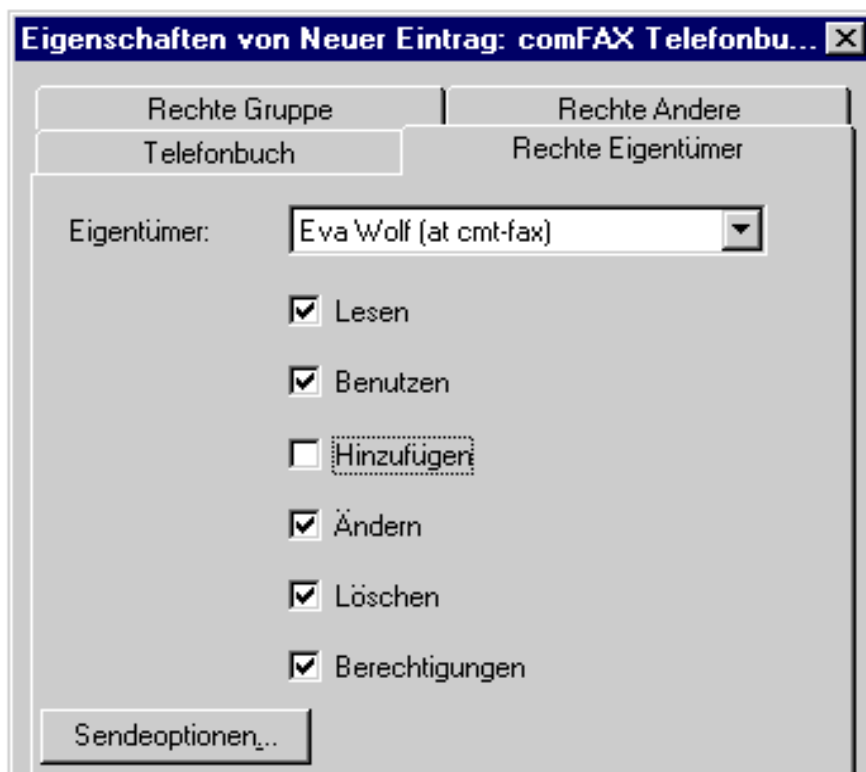 Eigenschaften von Neuer Eintrag: comFAX Telefonbu...
Rechte Gruppe
Rechte Andere
Telefonbuch
Rechte Eigentümer
Eigentümer:
Eva Wolf (at cmt-fax)
Lesen
Benutzen
Hinzufügen
Ändern
Löschen
Berechtigungen
Sendeoptionen...